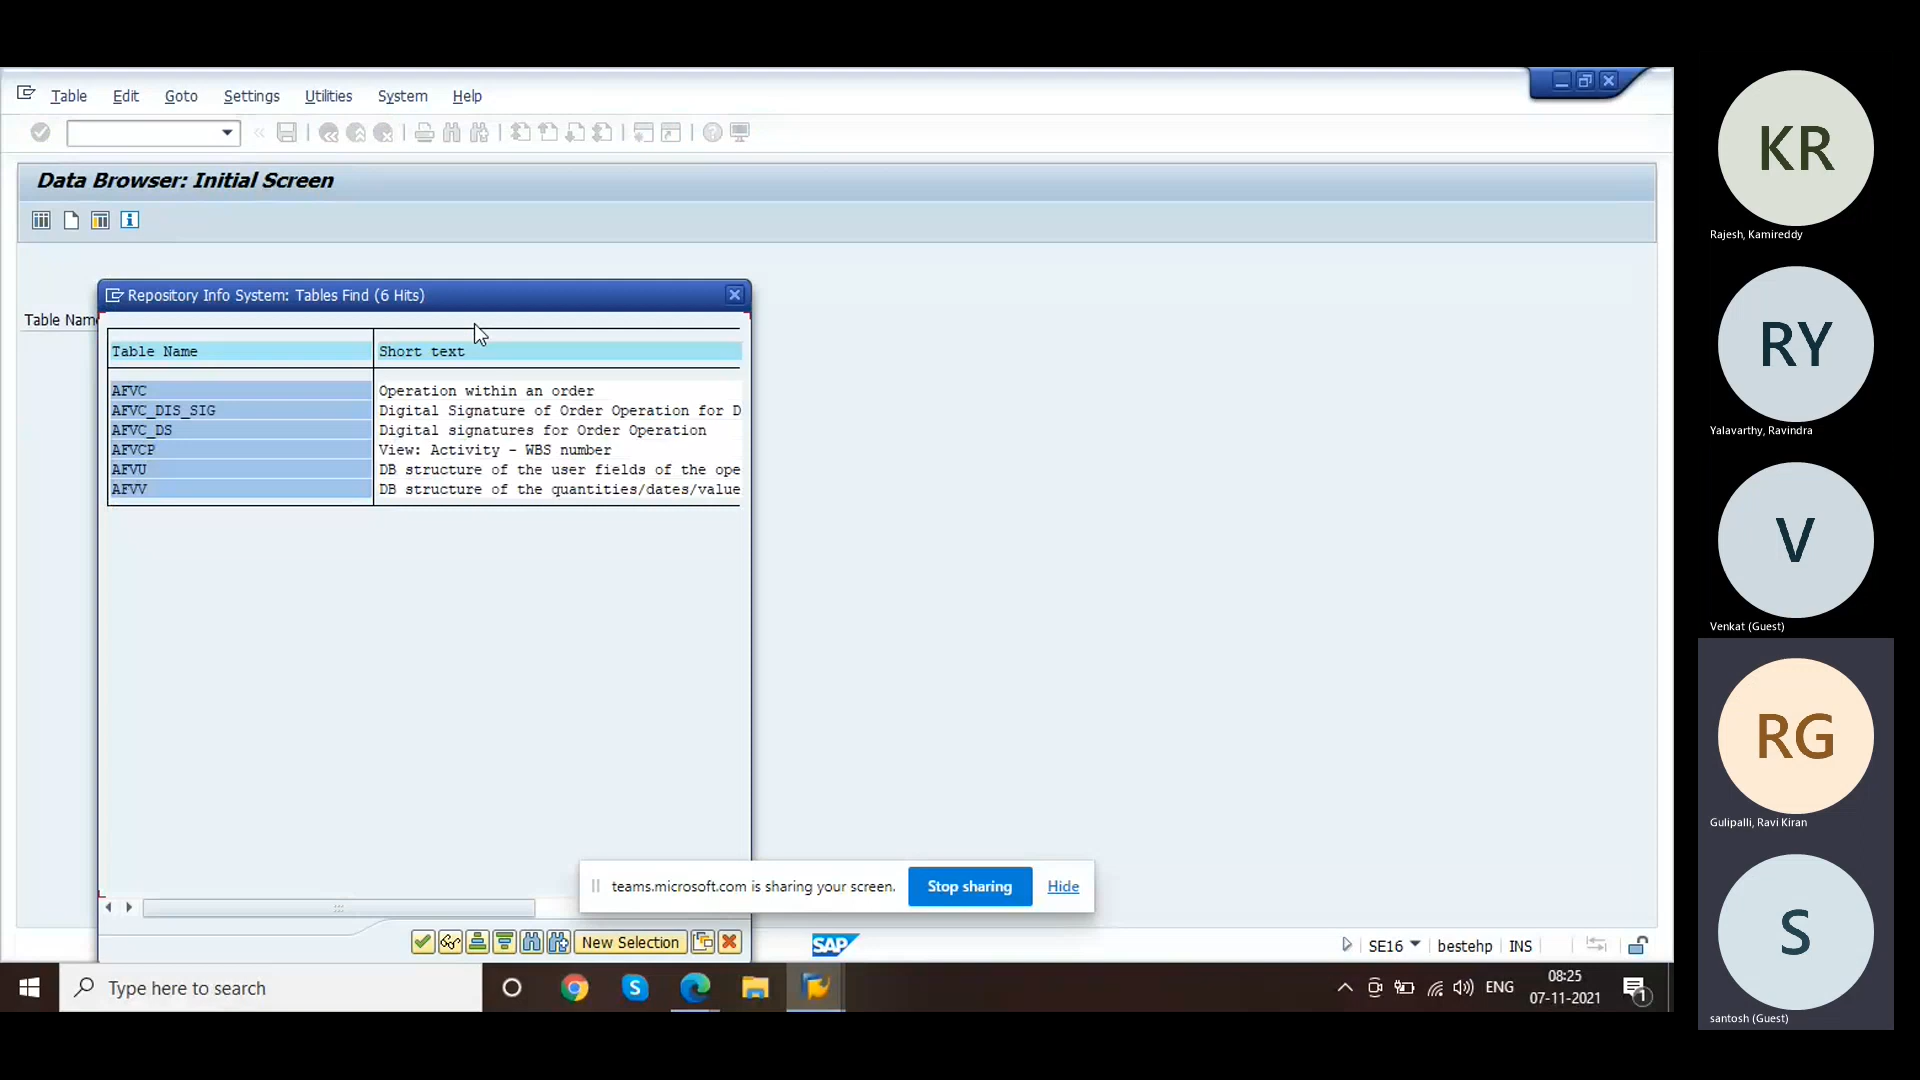 Table Edit Goto Settings Utilities System Help
Data Browser: Initial Screen
Table Nam
Repository Info System: Tables Find (6 Hits)
Table Name Short text
AFVC Operation within an order
AFVC_DIS_SIG Digital Signature of Order Operation for D
AFVC_DS Digital signatures for Order Operation
AFVCP View: Activity - WBS number
AFVU DB structure of the user fields of the ope
AFVV DB structure of the quantities/dates/value
teams.microsoft.com is sharing your screen. Stop sharing Hide
New Selection
SAP
SE16 bestehp INS
Type here to search
S
ENG
08:25
07-11-2021
1
KR
Rajesh, Kamireddy
RY
Yalavarthy, Ravindra
V
Venkat (Guest)
RG
Gulipalli, Ravi Kiran
S
santosh (Guest)